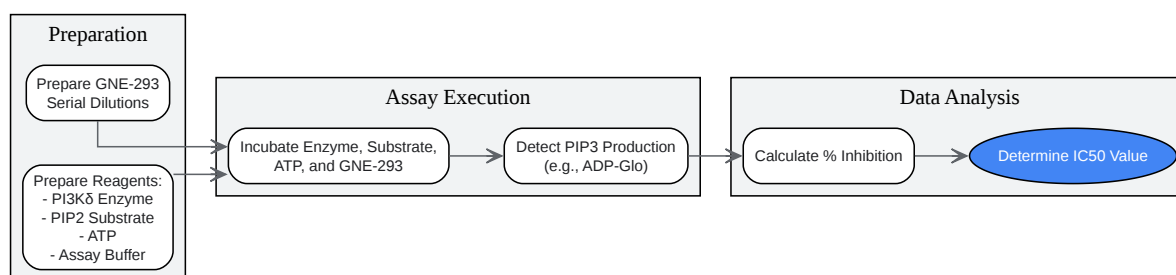 Preparation
Prepare GNE-293
Serial Dilutions
Prepare Reagents:
- PI3Kδ Enzyme
- PIP2 Substrate
- ATP
- Assay Buffer
Assay Execution
Incubate Enzyme, Substrate,
ATP, and GNE-293
Detect PIP3 Production
(e.g., ADP-Glo)
Data Analysis
Calculate % Inhibition
Determine IC50 Value